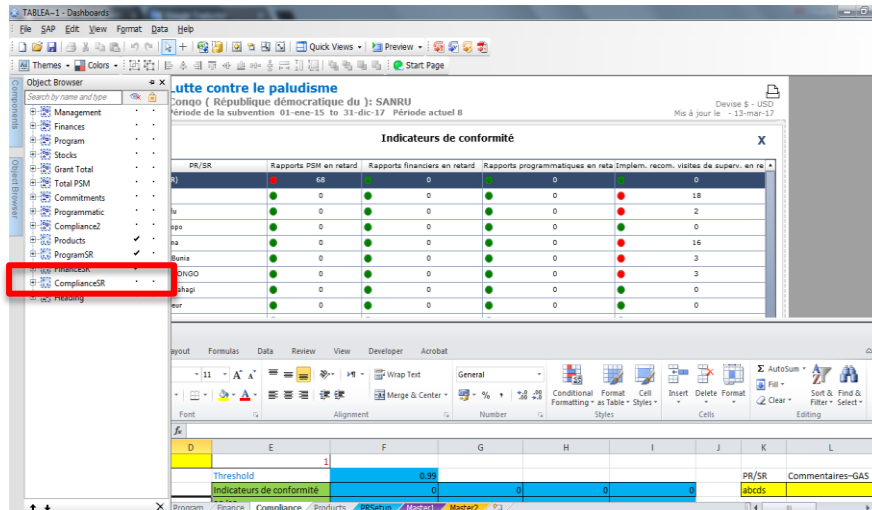 TABLEA~1 - Dashboards
File SAP Edit View Format Data Help
Quick Views Preview
Themes Colors Start Page
Components
Object Browser
Object Browser
Search by name and type
Management
Finances
Program
Stocks
Grant Total
Total PSM
Commitments
Programmatic
Compliance2
Products
ProgramSR
FinanceSR
ComplianceSR
Heading
Lutte contre le paludisme
Congo ( République démocratique du ): SANRU
Période de la subvention 01-ene-15 to 31-dic-17 Période actuel 8
Devise $ - USD
Mis à jour le - 13-mar-17
Indicateurs de conformité X
PR/SR Rapports PSM en retard Rapports financiers en retard Rapports programmatiques en reta Implem. recom. visites de superv. en re
R) 68 0 0 0
0 0 0 18
0 0 0 2
opo 0 0 0 0
na 0 0 0 16
Bunia 0 0 0 3
ONGO 0 0 0 3
ahagi 0 0 0 0
eur 0 0 0 0
ayout Formulas Data Review View Developer Acrobat
11 A A Wrap Text General Σ AutoSum
Fill
Merge & Center % , Conditional Formatting Format as Table Cell Styles Insert Delete Format Clear Sort & Filter Find & Select
Font Alignment Number Styles Cells Editing
fx
D E F G H I J K L
1
Threshold 0.99 PR/SR Commentaires-GAS
Indicateurs de conformité 0 0 0 0 abcds
Program Finance Compliance Products PRSetup Master1 Master2